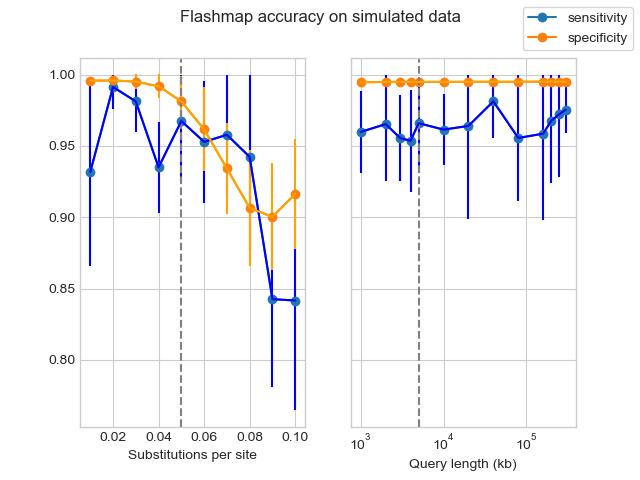 Flashmap accuracy on simulated data
sensitivity
specificity
1.00
0.95
0.90
0.85
0.80
0.02 0.04 0.06 0.08 0.10
Substitutions per site
10³ 10⁴ 10⁵
Query length (kb)